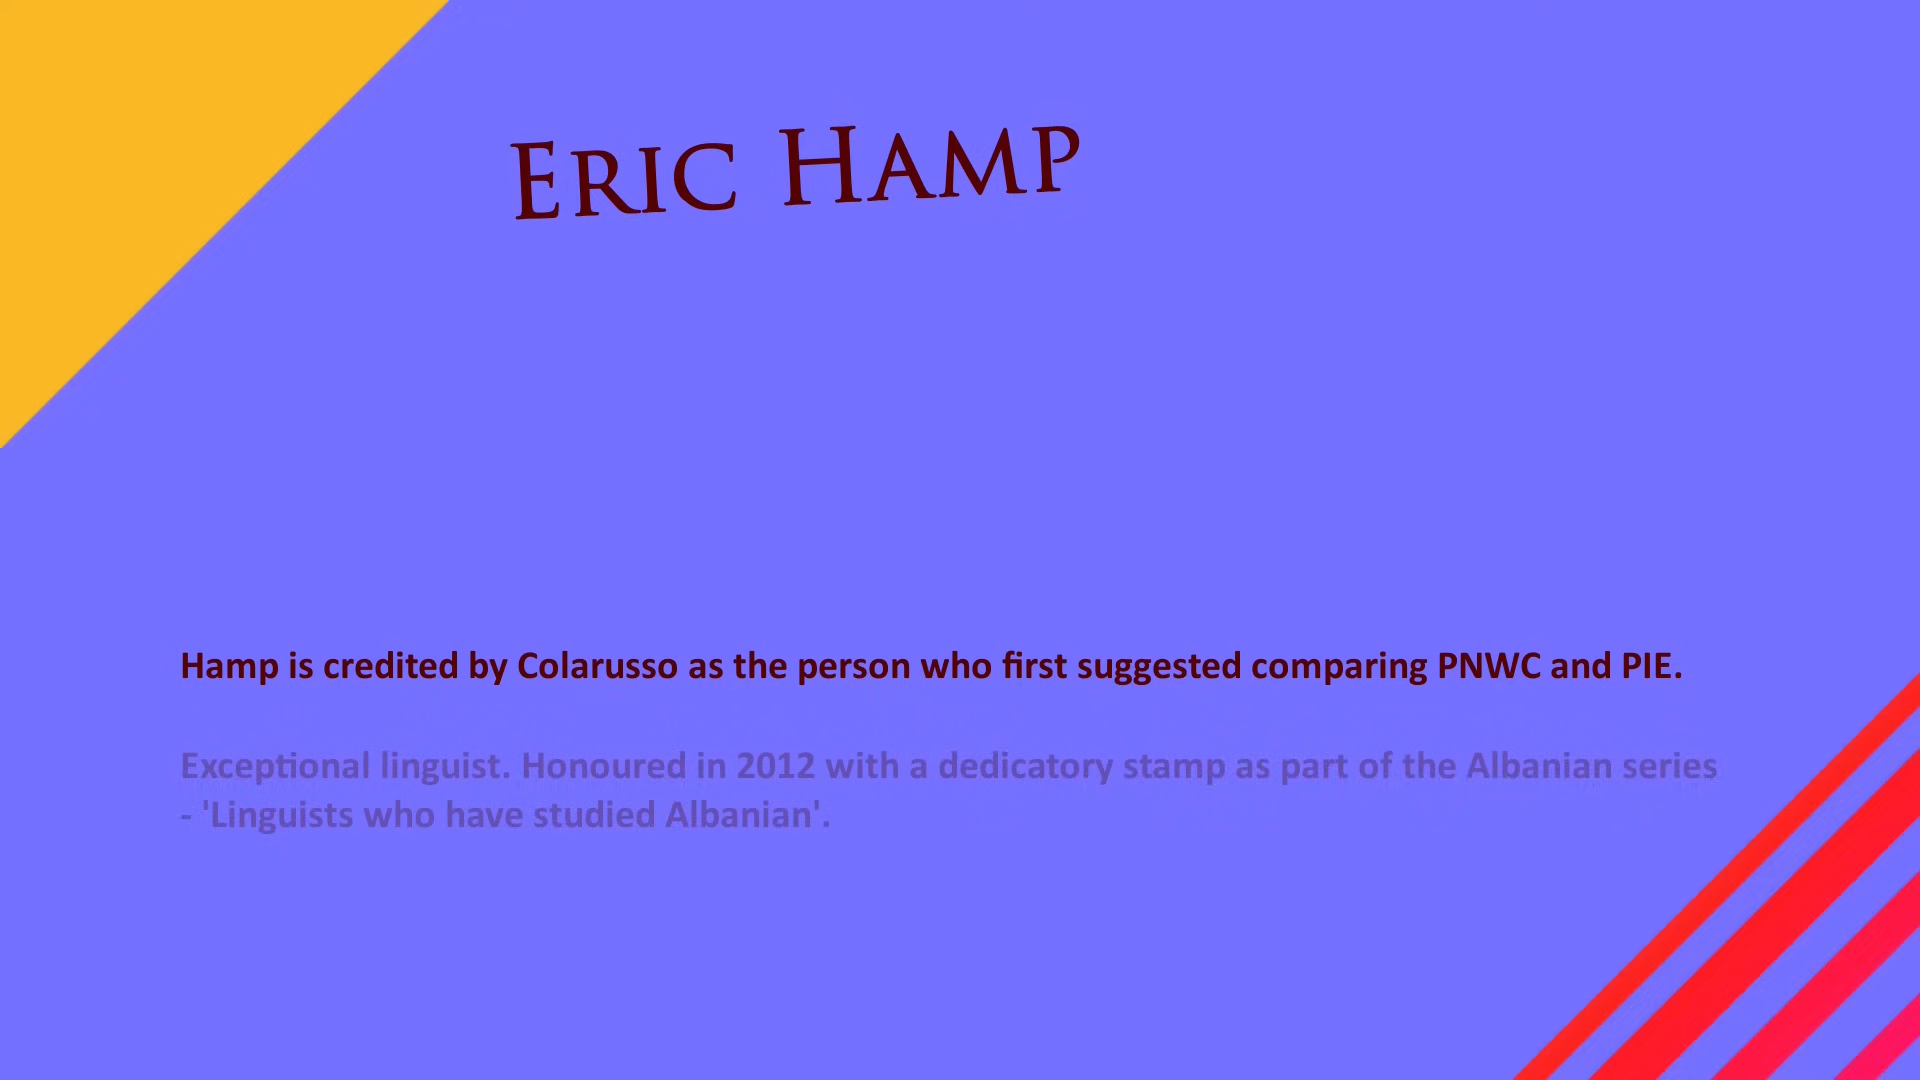 Eric Hamp
Hamp is credited by Colarusso as the person who first suggested comparing PNWC and PIE.
Exceptional linguist. Honoured in 2012 with a dedicatory stamp as part of the Albanian series
- 'Linguists who have studied Albanian'.